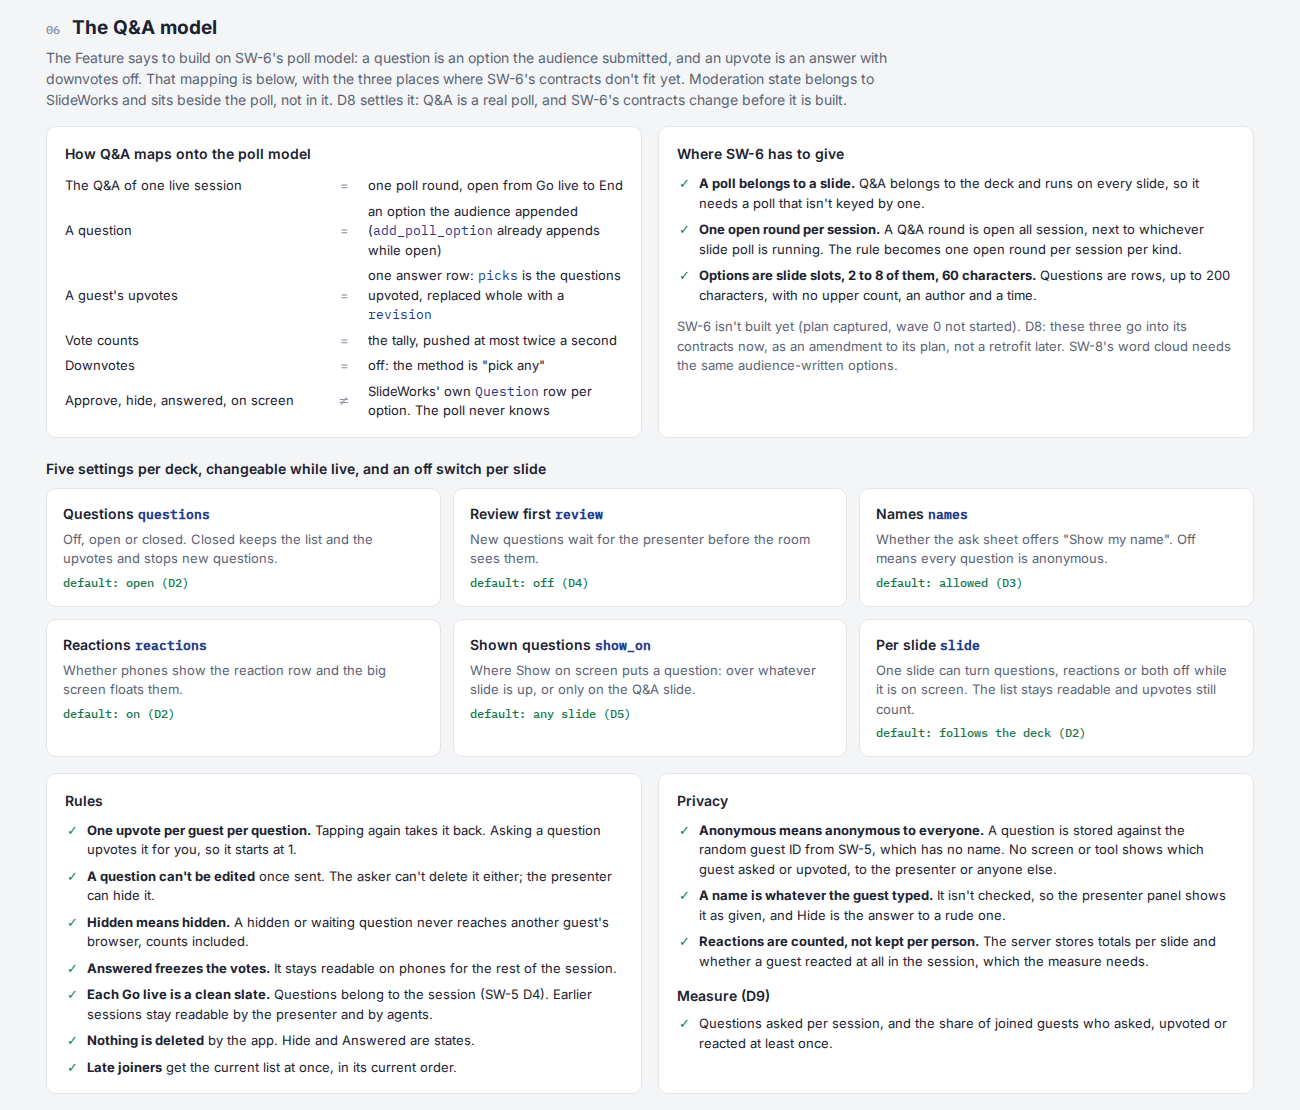 06 The Q&A model
The Feature says to build on SW-6's poll model: a question is an option the audience submitted, and an upvote is an answer with
downvotes off. That mapping is below, with the three places where SW-6's contracts don't fit yet. Moderation state belongs to
SlideWorks and sits beside the poll, not in it. D8 settles it: Q&A is a real poll, and SW-6's contracts change before it is built.
How Q&A maps onto the poll model
The Q&A of one live session = one poll round, open from Go live to End
A question = an option the audience appended
(add_poll_option already appends
while open)
A guest's upvotes = one answer row: picks is the questions
upvoted, replaced whole with a
revision
Vote counts = the tally, pushed at most twice a second
Downvotes = off: the method is "pick any"
Approve, hide, answered, on screen ≠ SlideWorks' own Question row per
option. The poll never knows
Where SW-6 has to give
✓ A poll belongs to a slide. Q&A belongs to the deck and runs on every slide, so it
needs a poll that isn't keyed by one.
✓ One open round per session. A Q&A round is open all session, next to whichever
slide poll is running. The rule becomes one open round per session per kind.
✓ Options are slide slots, 2 to 8 of them, 60 characters. Questions are rows, up to 200
characters, with no upper count, an author and a time.
SW-6 isn't built yet (plan captured, wave 0 not started). D8: these three go into its
contracts now, as an amendment to its plan, not a retrofit later. SW-8's word cloud needs
the same audience-written options.
Five settings per deck, changeable while live, and an off switch per slide
Questions questions
Off, open or closed. Closed keeps the list and the
upvotes and stops new questions.
default: open (D2)
Review first review
New questions wait for the presenter before the room
sees them.
default: off (D4)
Names names
Whether the ask sheet offers "Show my name". Off
means every question is anonymous.
default: allowed (D3)
Reactions reactions
Whether phones show the reaction row and the big
screen floats them.
default: on (D2)
Shown questions show_on
Where Show on screen puts a question: over whatever
slide is up, or only on the Q&A slide.
default: any slide (D5)
Per slide slide
One slide can turn questions, reactions or both off while
it is on screen. The list stays readable and upvotes still
count.
default: follows the deck (D2)
Rules
✓ One upvote per guest per question. Tapping again takes it back. Asking a question
upvotes it for you, so it starts at 1.
✓ A question can't be edited once sent. The asker can't delete it either; the presenter
can hide it.
✓ Hidden means hidden. A hidden or waiting question never reaches another guest's
browser, counts included.
✓ Answered freezes the votes. It stays readable on phones for the rest of the session.
✓ Each Go live is a clean slate. Questions belong to the session (SW-5 D4). Earlier
sessions stay readable by the presenter and by agents.
✓ Nothing is deleted by the app. Hide and Answered are states.
✓ Late joiners get the current list at once, in its current order.
Privacy
✓ Anonymous means anonymous to everyone. A question is stored against the
random guest ID from SW-5, which has no name. No screen or tool shows which
guest asked or upvoted, to the presenter or anyone else.
✓ A name is whatever the guest typed. It isn't checked, so the presenter panel shows
it as given, and Hide is the answer to a rude one.
✓ Reactions are counted, not kept per person. The server stores totals per slide and
whether a guest reacted at all in the session, which the measure needs.
Measure (D9)
✓ Questions asked per session, and the share of joined guests who asked, upvoted or
reacted at least once.